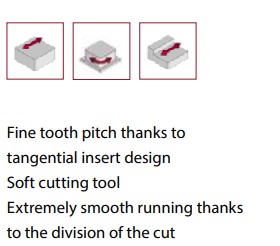 Fine tooth pitch thanks to
tangential insert design
Soft cutting tool
Extremely smooth running thanks
to the division of the cut